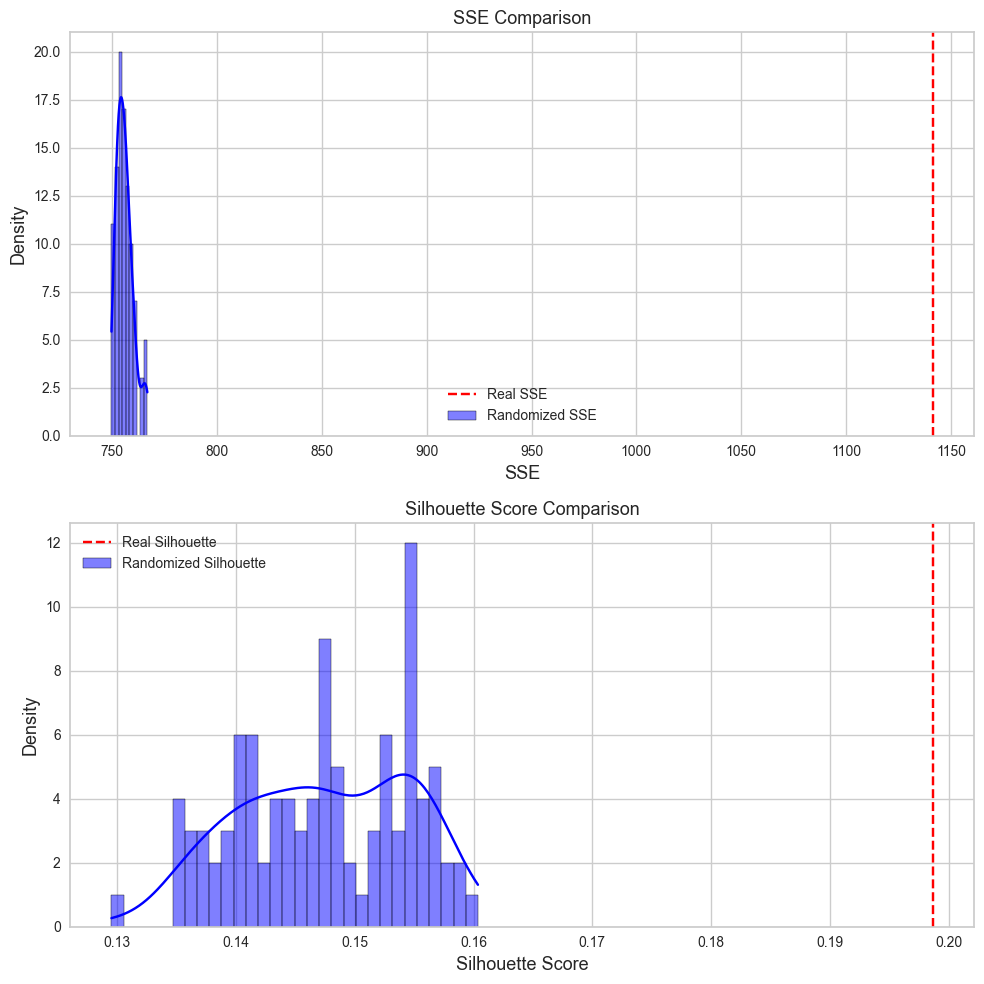 SSE Comparison
20.0
17.5
15.0
12.5
10.0
7.5
5.0
2.5
0.0
Density
Real SSE
Randomized SSE
750 800 850 900 950 1000 1050 1100 1150
SSE
Silhouette Score Comparison
Real Silhouette
Randomized Silhouette
12
10
8
6
4
2
0
Density
0.13 0.14 0.15 0.16 0.17 0.18 0.19 0.20
Silhouette Score